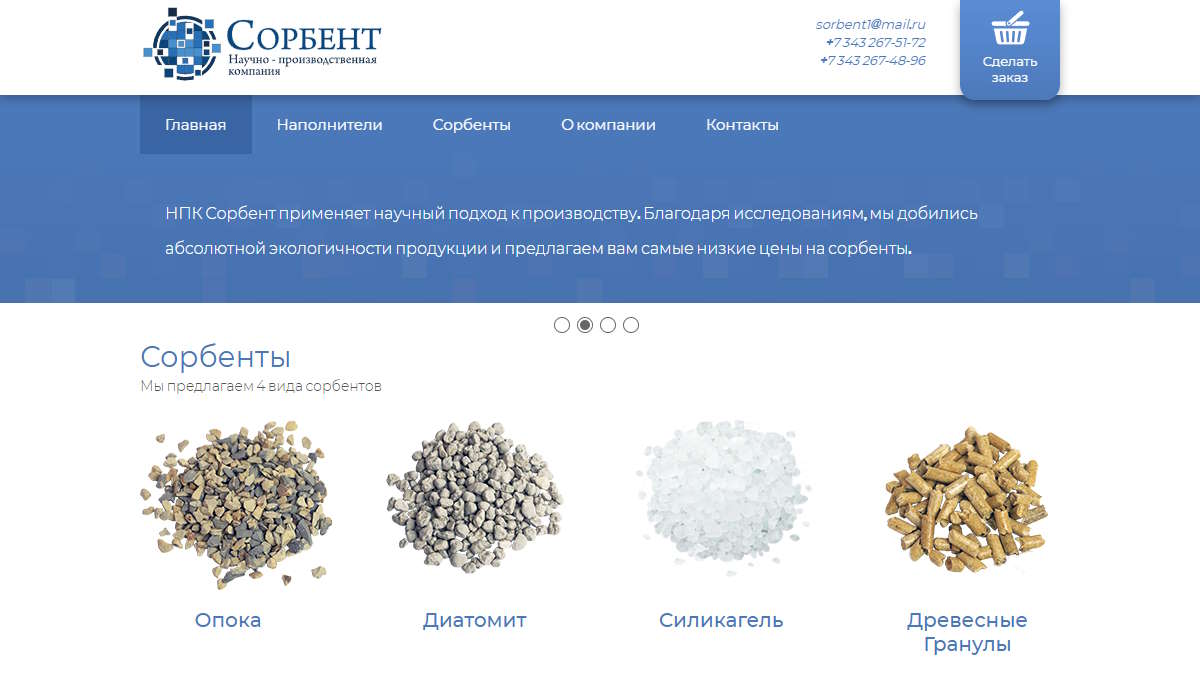 СОРБЕНТ
Научно - производственная
компания
sorbent1@mail.ru
+7 343 267-51-72
+7 343 267-48-96
Сделать
заказ
Главная Наполнители Сорбенты О компании Контакты
НПК Сорбент применяет научный подход к производству. Благодаря исследованиям, мы добились
абсолютной экологичности продукции и предлагаем вам самые низкие цены на сорбенты.
Сорбенты
Мы предлагаем 4 вида сорбентов
Опока Диатомит Силикагель Древесные
Гранулы